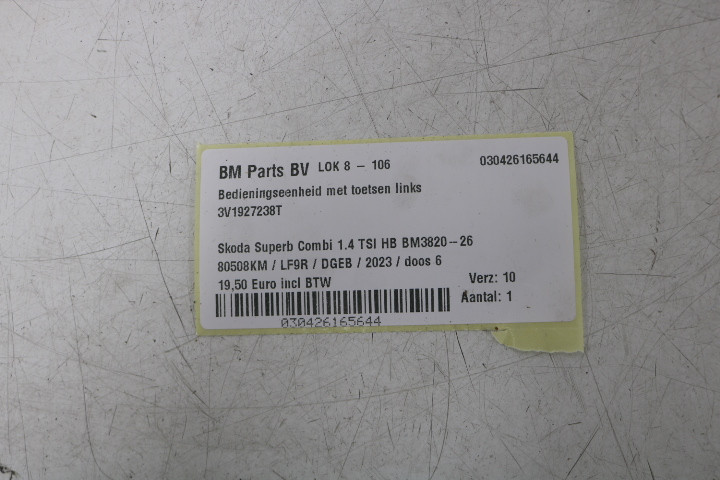 BM Parts BV LOK 8 - 106 030426165644
Bedieningseenheid met toetsen links
3V1927238T
Skoda Superb Combi 1.4 TSI HB BM3820-26
80508KM / LF9R / DGEB / 2023 / doos 6
19,50 Euro incl BTW Verz: 10
Aantal: 1
030426165644